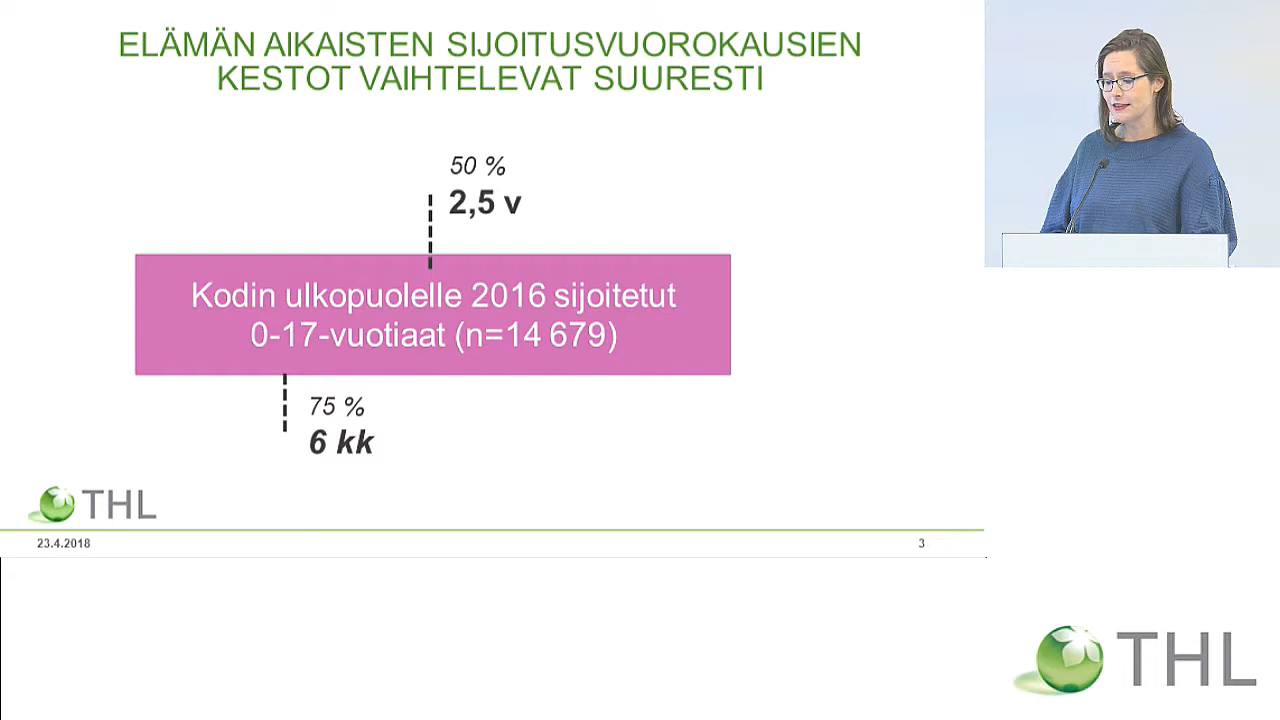 ELÄMÄN AIKAISTEN SIJOITUSVUOROKAUSIEN
KESTOT VAIHTELEVAT SUURESTI
50 %
2,5 v
Kodin ulkopuolelle 2016 sijoitetut
0-17-vuotiaat (n=14 679)
75 %
6 kk
THL
23.4.2018
3
THL